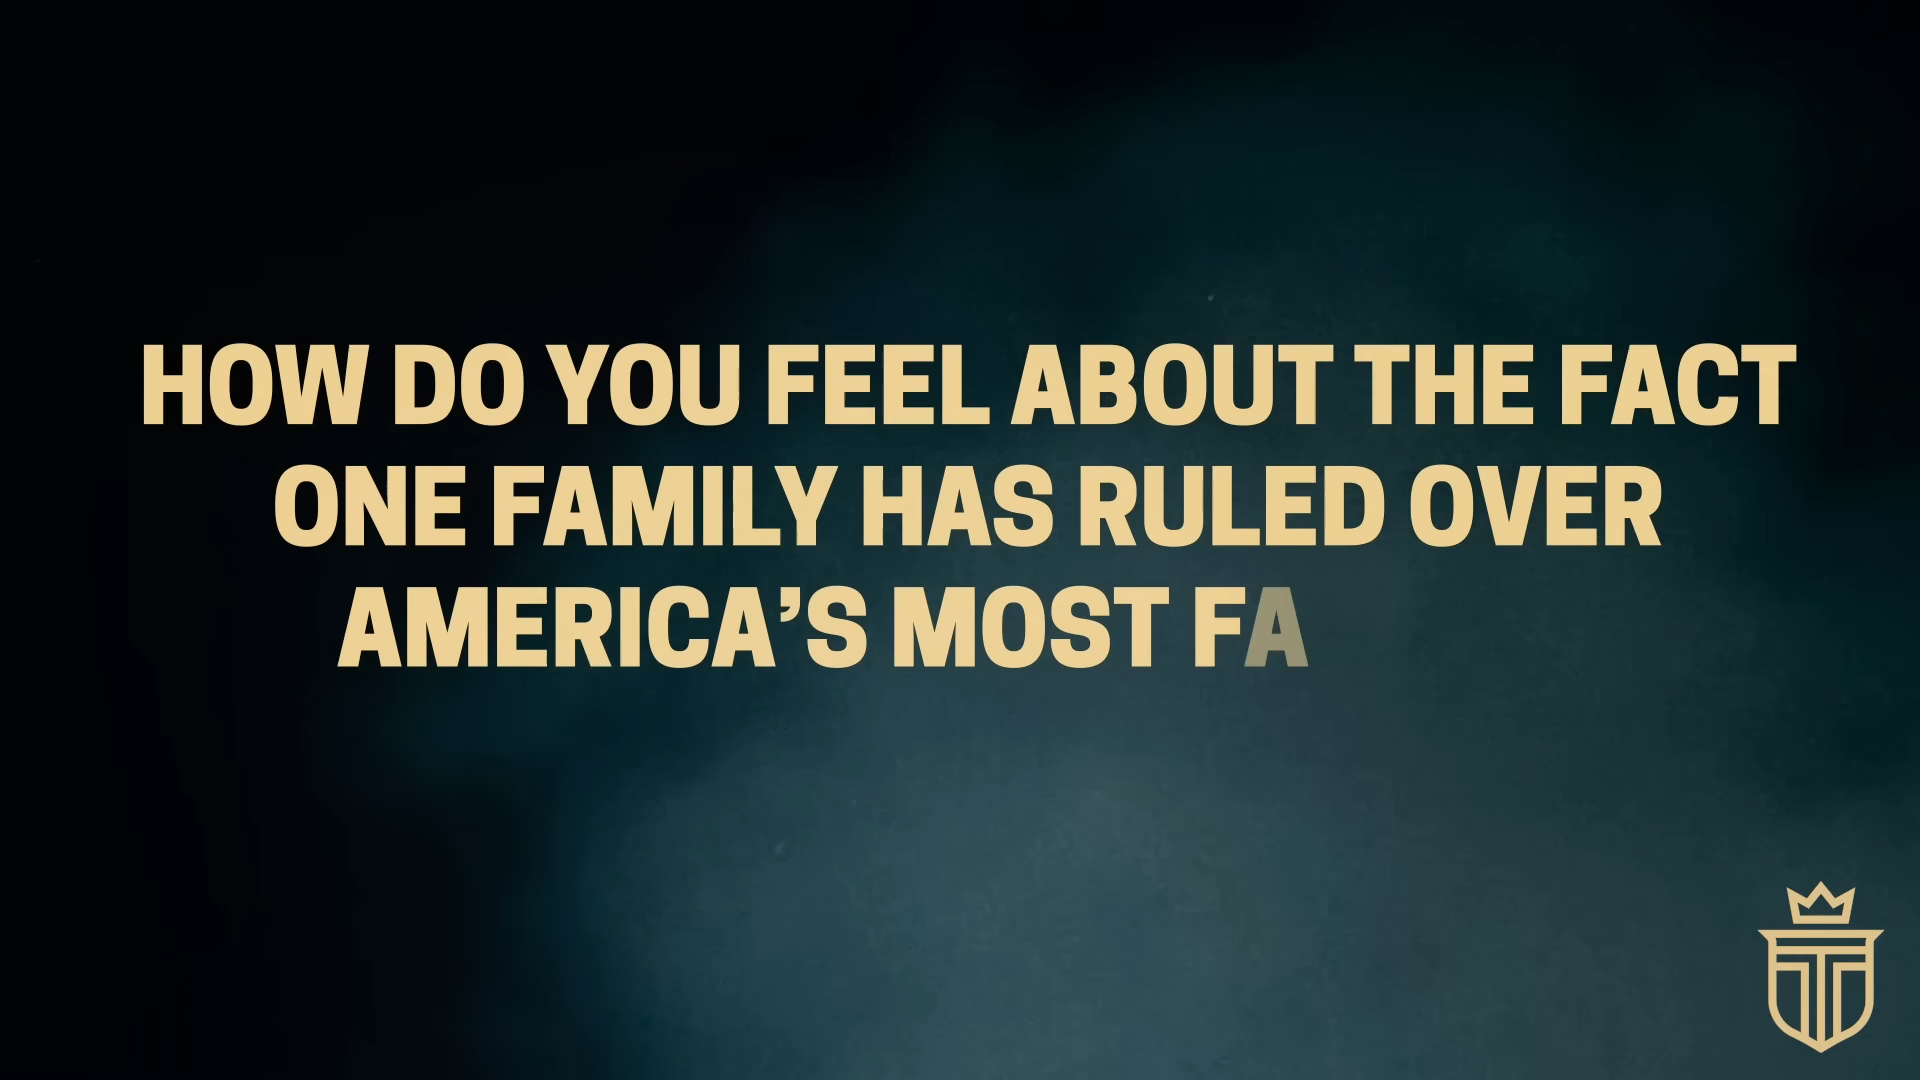 HOW DO YOU FEEL ABOUT THE FACT
ONE FAMILY HAS RULED OVER
AMERICA’S MOST FA